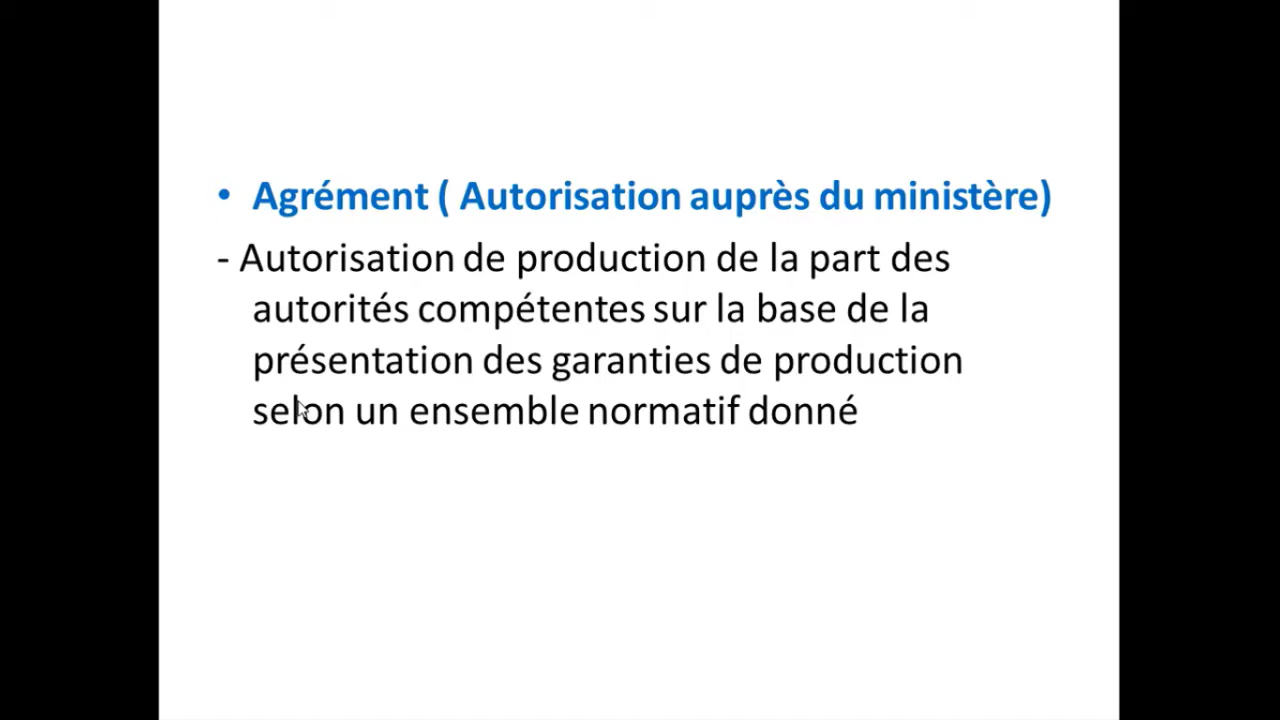 • Agrément ( Autorisation auprès du ministère)
- Autorisation de production de la part des
autorités compétentes sur la base de la
présentation des garanties de production
selon un ensemble normatif donné